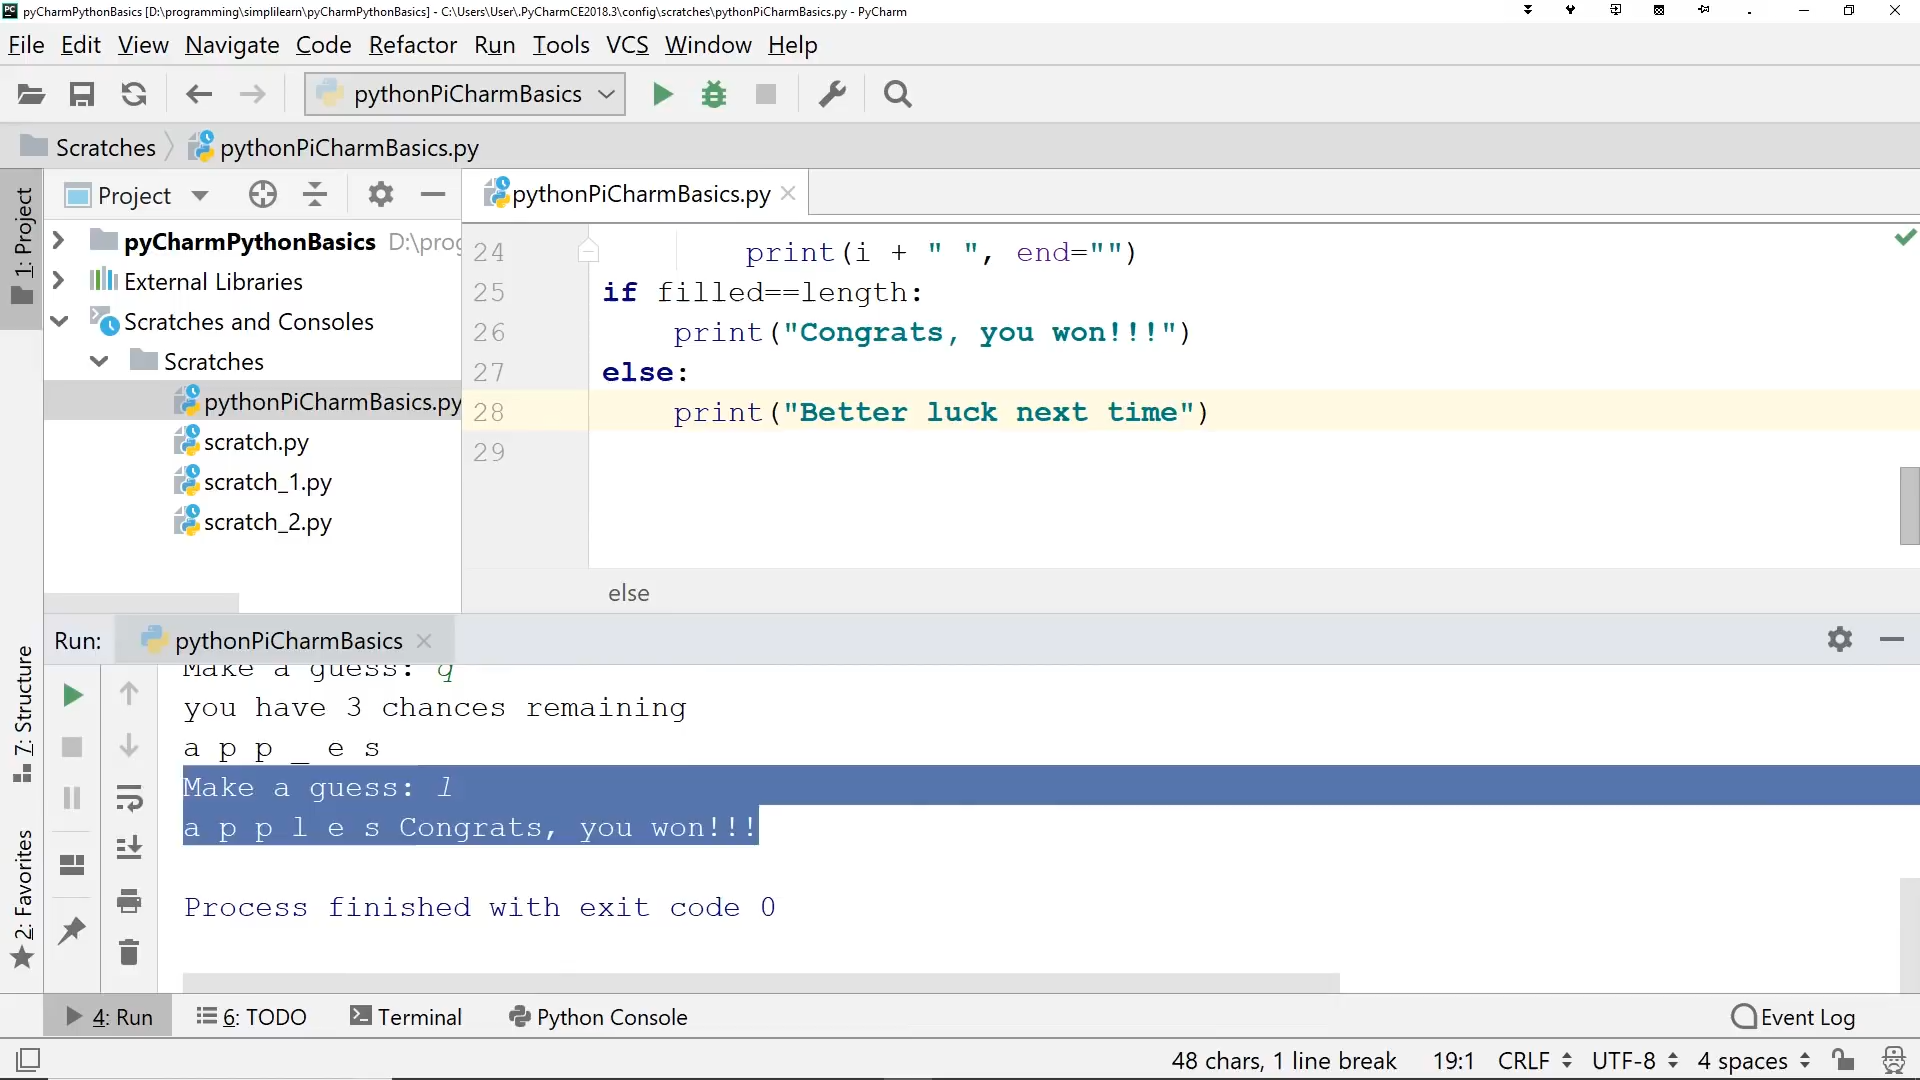 pyCharmPythonBasics [D:\programming\simplilearn\pyCharmPythonBasics] - C:\Users\User\.PyCharmCE2018.3\config\scratches\pythonPiCharmBasics.py - PyCharm
File Edit View Navigate Code Refactor Run Tools VCS Window Help
pythonPiCharmBasics
Scratches pythonPiCharmBasics.py
1: Project
Project
pyCharmPythonBasics D:\prog
External Libraries
Scratches and Consoles
Scratches
pythonPiCharmBasics.py
scratch.py
scratch_1.py
scratch_2.py
pythonPiCharmBasics.py
24 print(i + " ", end="")
25 if filled==length:
26 print("Congrats, you won!!!")
27 else:
28 print("Better luck next time")
29
else
7: Structure
2: Favorites
Run: pythonPiCharmBasics
Make a guess: q
you have 3 chances remaining
a p p _ e s
Make a guess: l
a p p l e s Congrats, you won!!!
Process finished with exit code 0
4: Run 6: TODO Terminal Python Console Event Log
48 chars, 1 line break 19:1 CRLF UTF-8 4 spaces